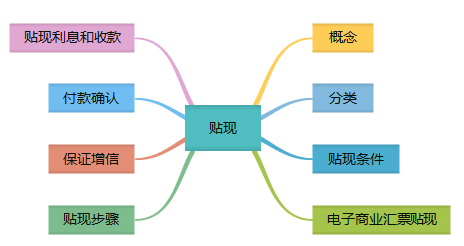 贴现利息和收款
概念
付款确认
分类
贴现
保证增信
贴现条件
贴现步骤
电子商业汇票贴现